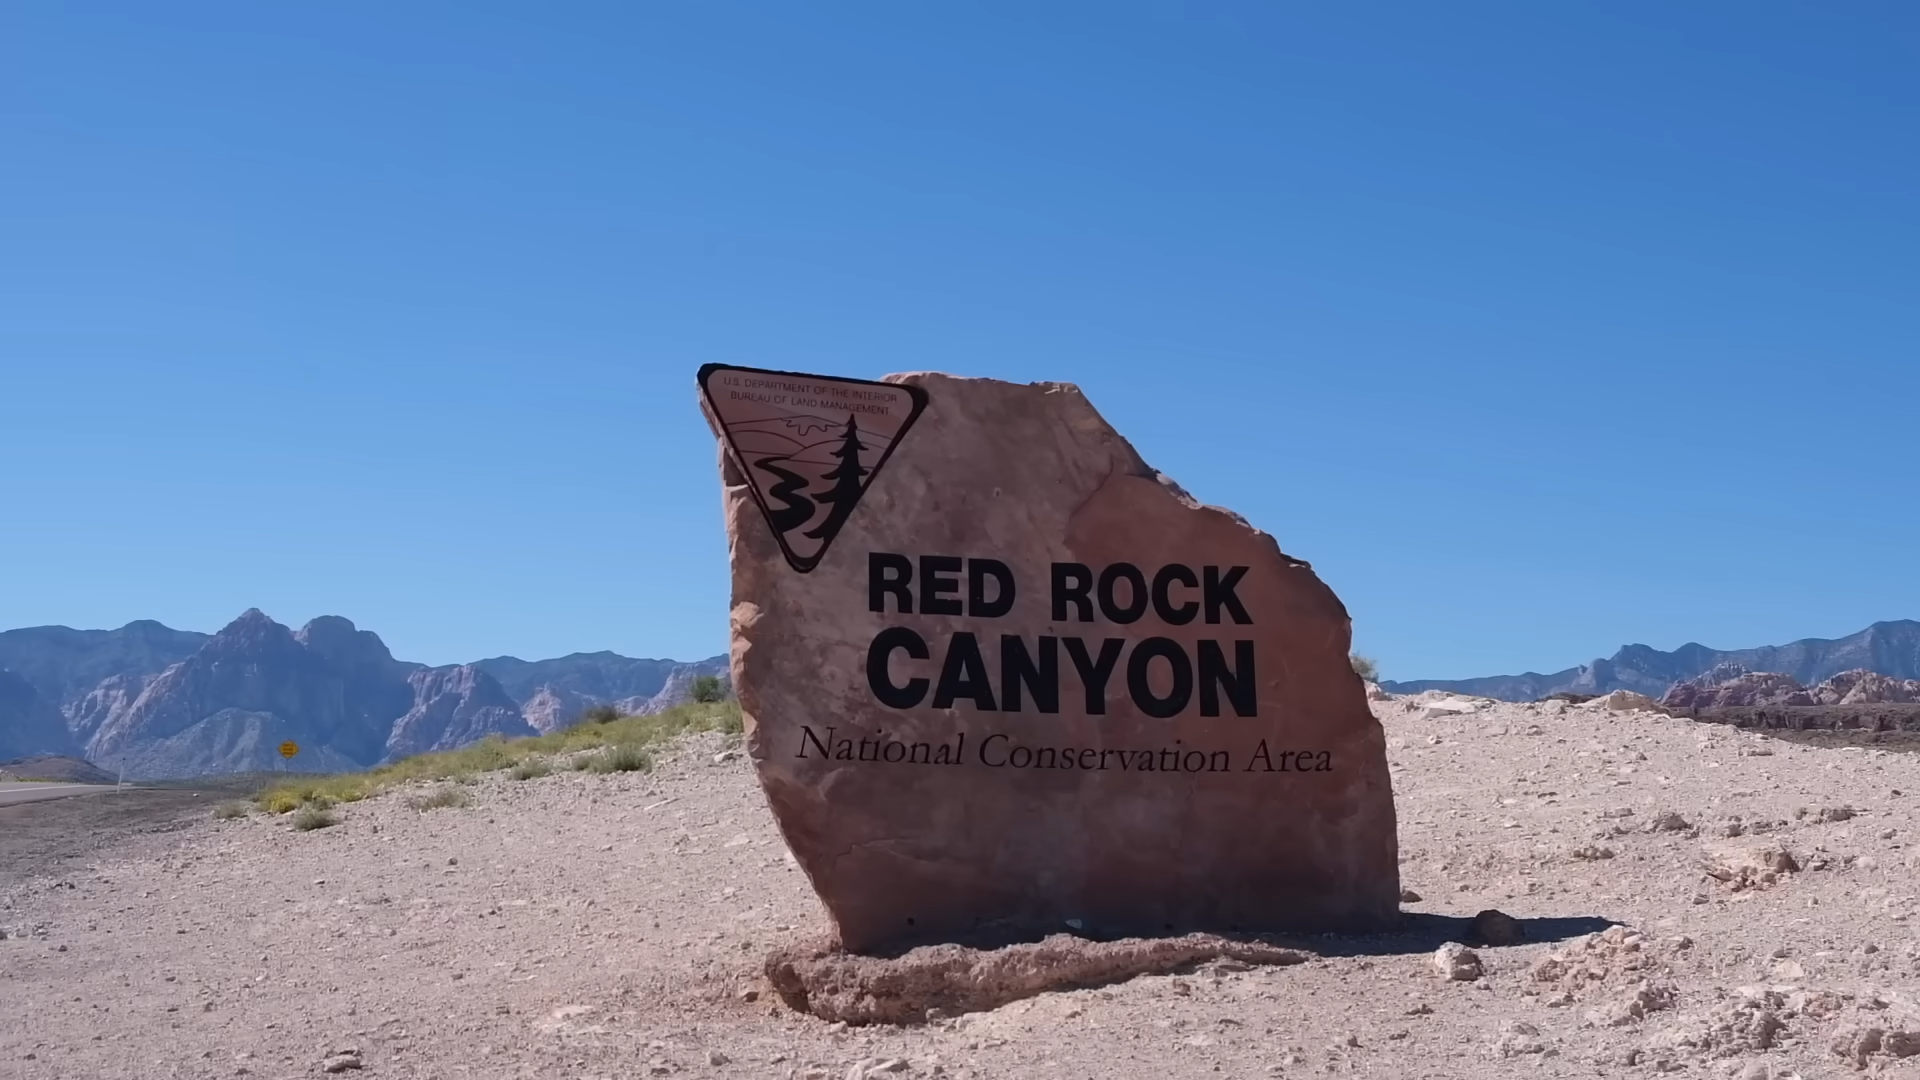 U.S. DEPARTMENT OF THE INTERIOR
BUREAU OF LAND MANAGEMENT
RED ROCK
CANYON
National Conservation Area